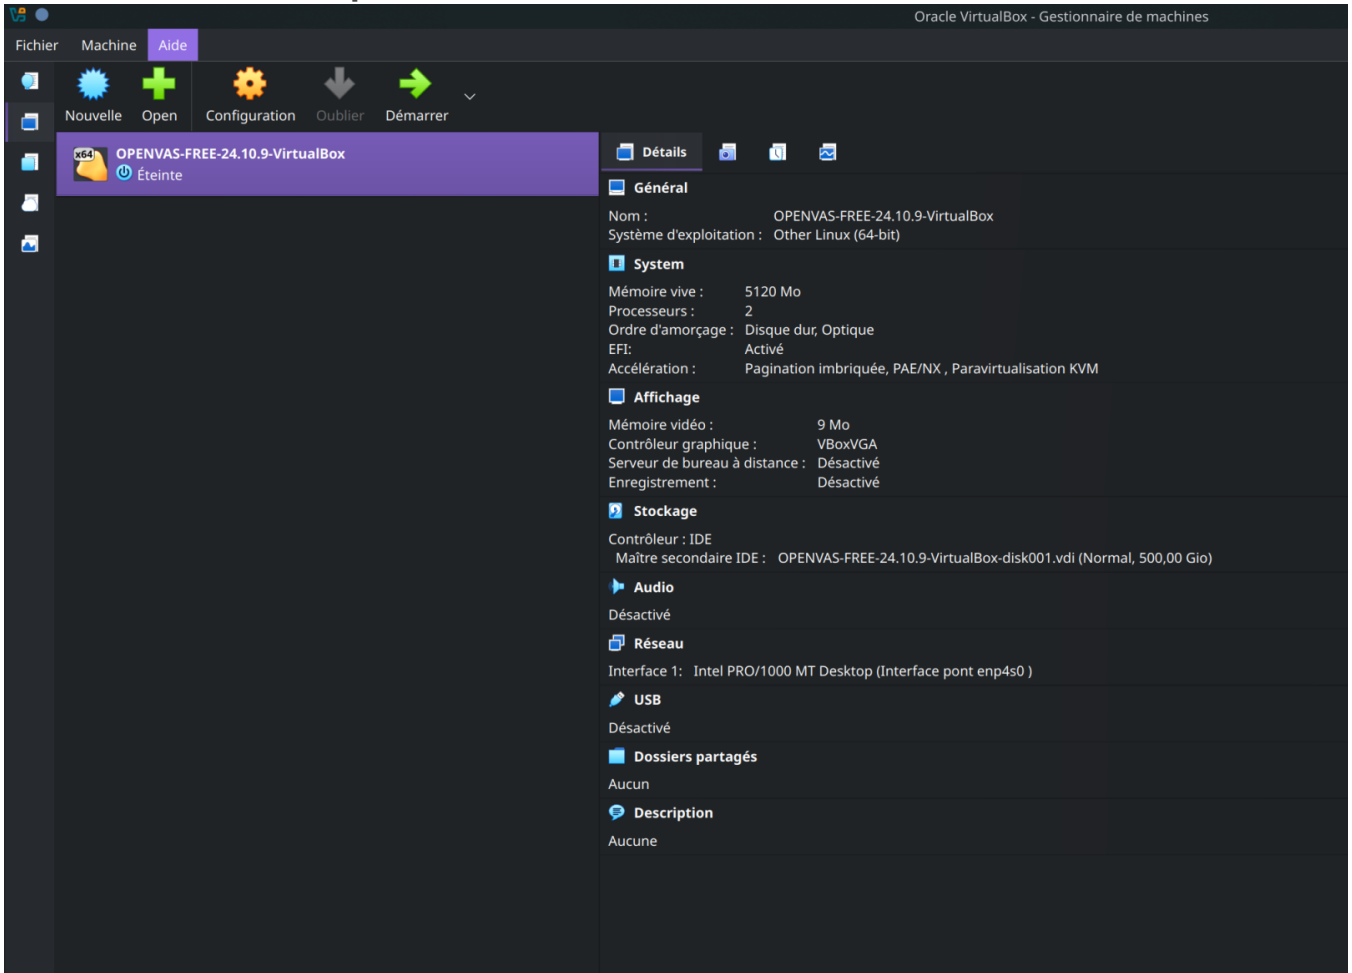 Oracle VirtualBox - Gestionnaire de machines
Fichier Machine Aide
Nouvelle Open Configuration Oublier Démarrer
x64
OPENVAS-FREE-24.10.9-VirtualBox
Éteinte
Détails
Général
Nom : OPENVAS-FREE-24.10.9-VirtualBox
Système d'exploitation : Other Linux (64-bit)
System
Mémoire vive : 5120 Mo
Processeurs : 2
Ordre d'amorçage : Disque dur, Optique
EFI: Activé
Accélération : Pagination imbriquée, PAE/NX , Paravirtualisation KVM
Affichage
Mémoire vidéo : 9 Mo
Contrôleur graphique : VBoxVGA
Serveur de bureau à distance : Désactivé
Enregistrement : Désactivé
Stockage
Contrôleur : IDE
Maître secondaire IDE : OPENVAS-FREE-24.10.9-VirtualBox-disk001.vdi (Normal, 500,00 Gio)
Audio
Désactivé
Réseau
Interface 1: Intel PRO/1000 MT Desktop (Interface pont enp4s0 )
USB
Désactivé
Dossiers partagés
Aucun
Description
Aucune